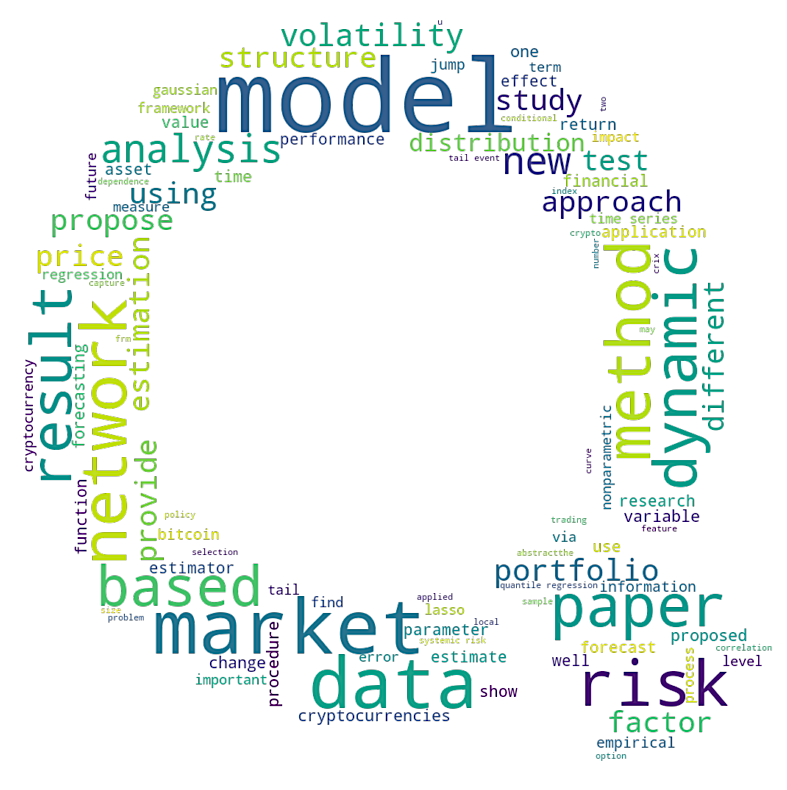 u
volatility
one
structure
model
jump
term
effect
gaussian
study
two
framework
conditional
value
return
rate
performance
distribution
impact
analysis
tail event
new
test
asset
time
future
dependence
using
financial
index
approach
measure
propose
time series
crypto
application
price
number
crix
regression
capture
estimation
method
dynamic
different
result
network
may
frm
forecasting
cryptocurrency
provide
curve
nonparametric
function
research
policy
trading
variable
feature
bitcoin
via
selection
abstractthe
use
estimator
portfolio
based
tail
quantile regression
information
applied
find
size
lasso
sample
paper
problem
market
local
parameter
proposed
systemic risk
forecast
correlation
procedure
change
error
estimate
well
level
important
data
show
risk
process
cryptocurrencies
factor
empirical
option